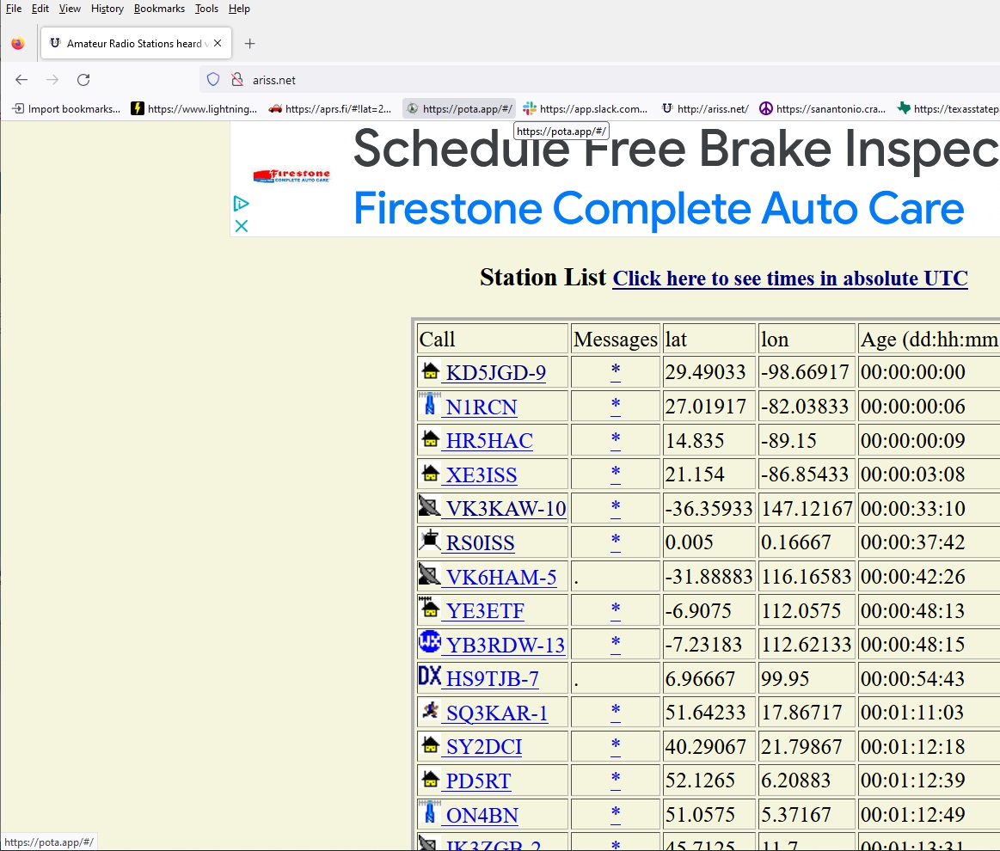 File Edit View History Bookmarks Tools Help
Amateur Radio Stations heard v
ariss.net
Import bookmarks... https://www.lightning... https://aprs.fi/#!lat=2... https://pota.app/#/ https://app.slack.com... http://ariss.net/ https://sanantonio.cra... https://texasstatep
https://pota.app/#/
Schedule Free Brake Inspec
Firestone
COMPLETE AUTO CARE
Firestone Complete Auto Care
Station List Click here to see times in absolute UTC
Call Messages lat lon Age (dd:hh:mm
KD5JGD-9 * 29.49033 -98.66917 00:00:00:00
N1RCN * 27.01917 -82.03833 00:00:00:06
HR5HAC * 14.835 -89.15 00:00:00:09
XE3ISS * 21.154 -86.85433 00:00:03:08
VK3KAW-10 * -36.35933 147.12167 00:00:33:10
RS0ISS * 0.005 0.16667 00:00:37:42
VK6HAM-5 . -31.88883 116.16583 00:00:42:26
YE3ETF * -6.9075 112.0575 00:00:48:13
WX YB3RDW-13 * -7.23183 112.62133 00:00:48:15
DX HS9TJB-7 . 6.96667 99.95 00:00:54:43
SQ3KAR-1 * 51.64233 17.86717 00:01:11:03
SY2DCI * 40.29067 21.79867 00:01:12:18
PD5RT * 52.1265 6.20883 00:01:12:39
ON4BN * 51.0575 5.37167 00:01:12:49
* 45.7125 11.7 00:01:13:31
https://pota.app/#/